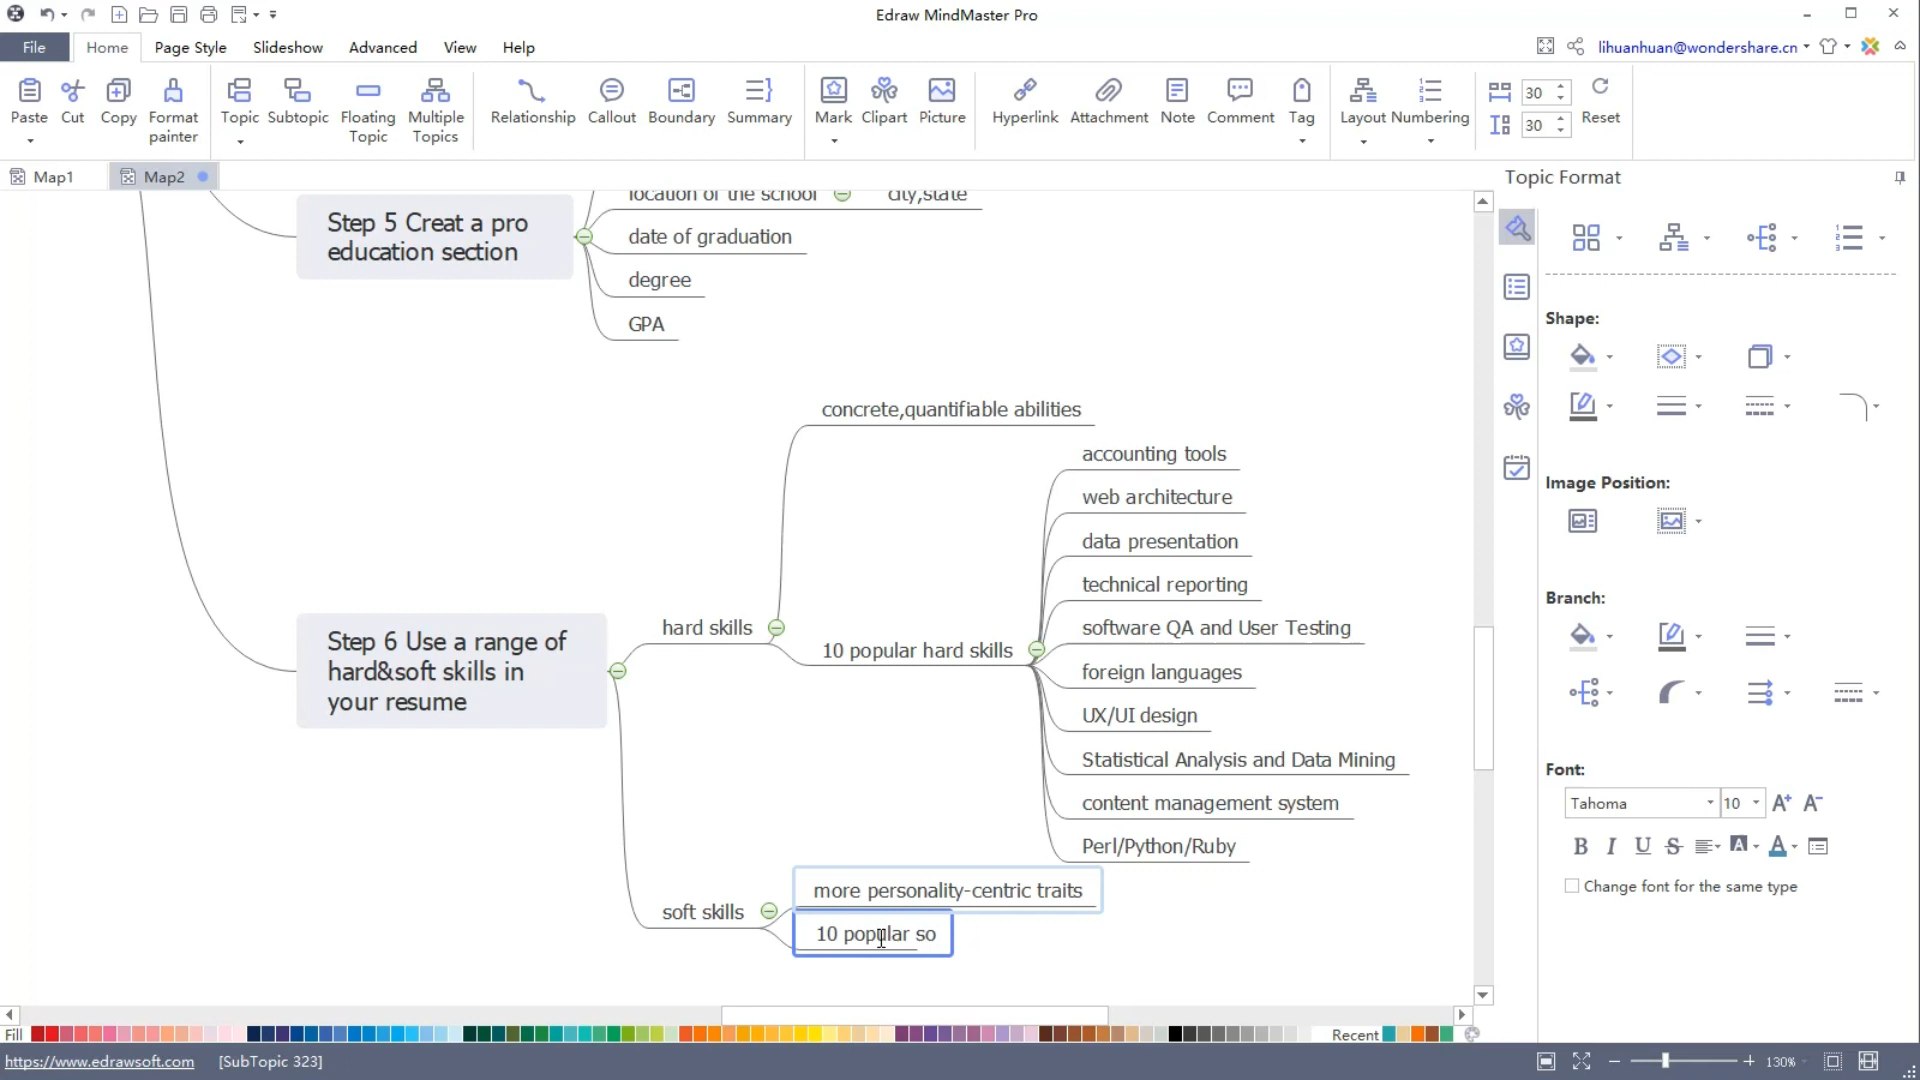 Edraw MindMaster Pro
File Home Page Style Slideshow Advanced View Help
lihuanhuan@wondershare.cn
Paste Cut Copy Format painter
Topic Subtopic Floating Topic Multiple Topics
Relationship Callout Boundary Summary
Mark Clipart Picture
Hyperlink Attachment Note Comment Tag
Layout Numbering
30
30
Reset
Map1 Map2
Topic Format
location of the school city,state
Step 5 Creat a pro
education section
date of graduation
degree
GPA
concrete,quantifiable abilities
accounting tools
web architecture
data presentation
technical reporting
hard skills
software QA and User Testing
10 popular hard skills
Step 6 Use a range of
hard&soft skills in
your resume
foreign languages
UX/UI design
Statistical Analysis and Data Mining
content management system
Perl/Python/Ruby
more personality-centric traits
soft skills
10 popular so
Shape:
Image Position:
Branch:
Font:
Tahoma 10 A+ A-
B I U S A A
Change font for the same type
Fill
Recent
https://www.edrawsoft.com [SubTopic 323]
130%